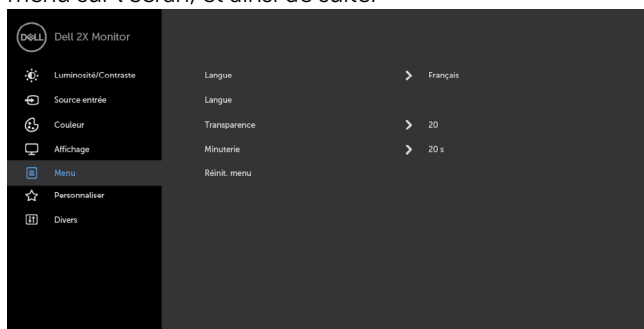 menu sur l'écran, et ainsi de suite.
DELL Dell 2X Monitor
Luminosité/Contraste Langue Français
Source entrée Langue
Couleur Transparence 20
Affichage Minuterie 20 s
Menu Réinit. menu
Personnaliser
Divers